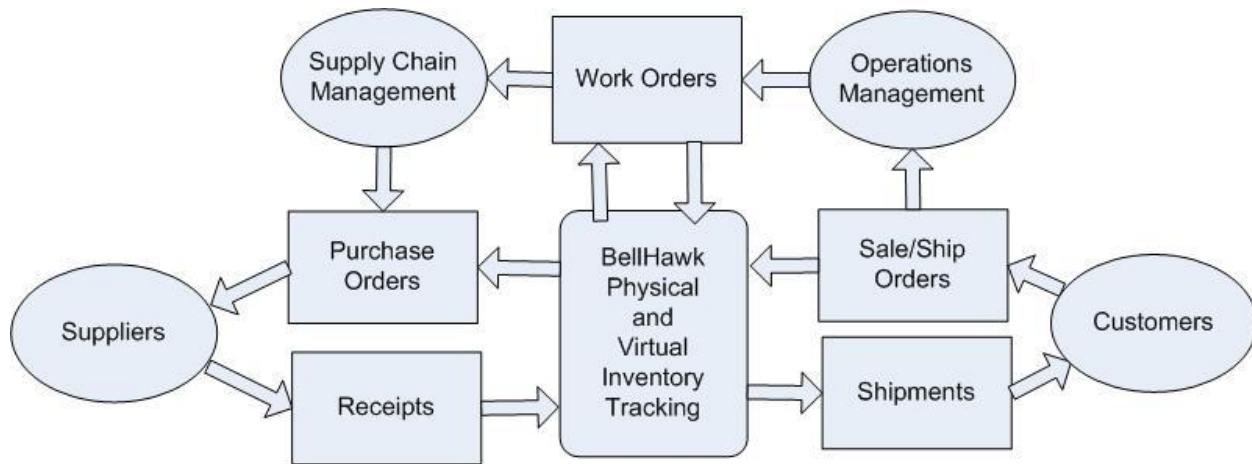 Supply Chain
Management
Work Orders
Operations
Management
Purchase
Orders
BellHawk
Physical
and
Virtual
Inventory
Tracking
Sale/Ship
Orders
Suppliers
Customers
Receipts
Shipments